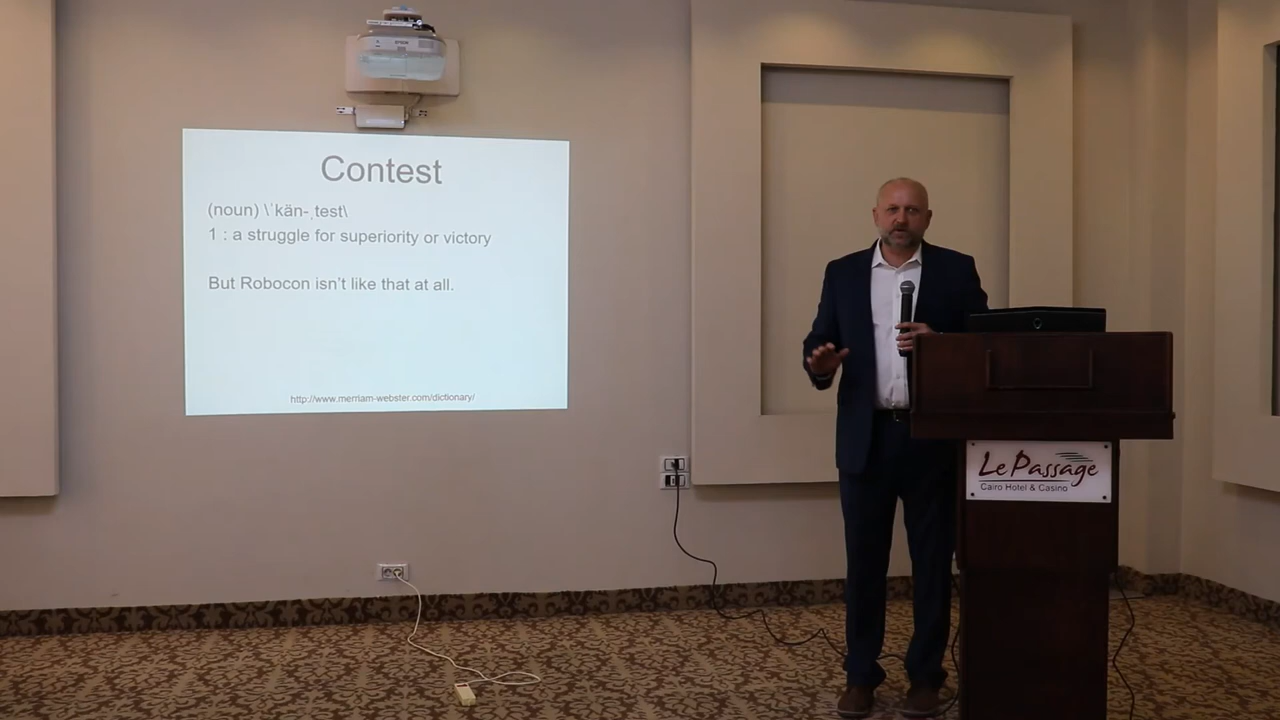 EPSON
Contest
(noun) \ˈkän-ˌtest\
1 : a struggle for superiority or victory
But Robocon isn't like that at all.
http://www.merriam-webster.com/dictionary/
Le Passage
Cairo Hotel & Casino